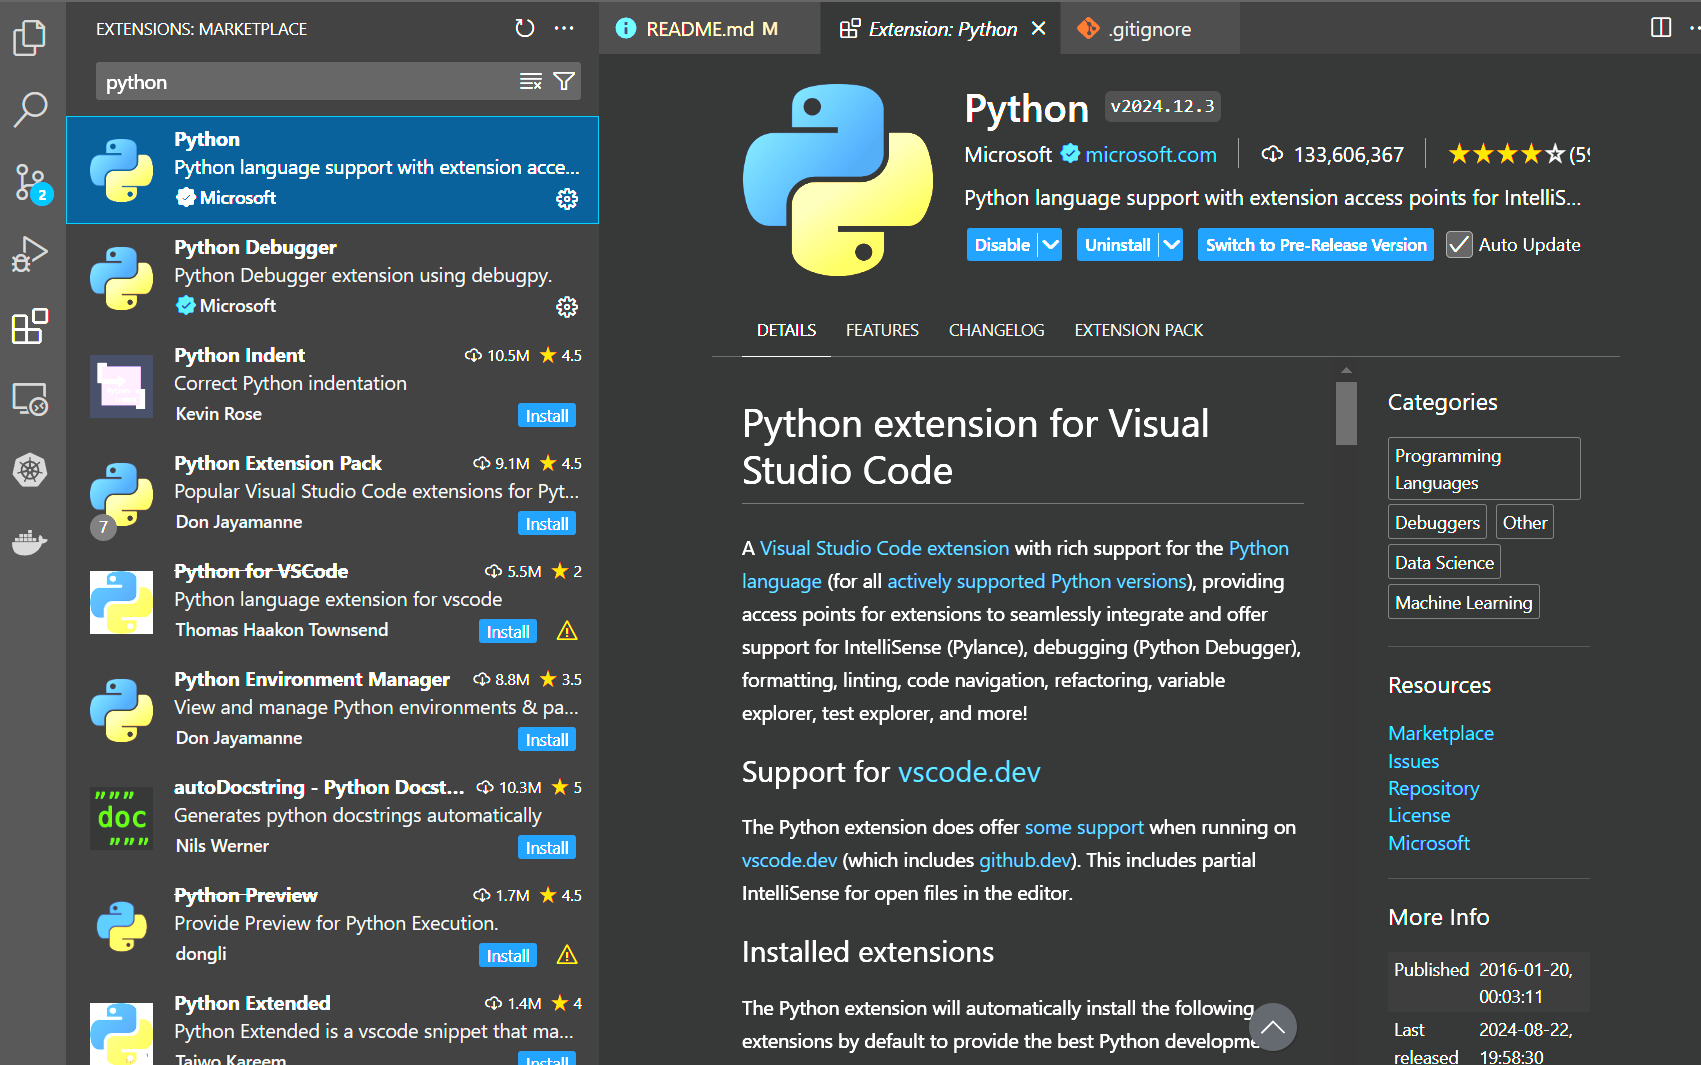 EXTENSIONS: MARKETPLACE
python
Python
Python language support with extension acce...
Microsoft
Python Debugger
Python Debugger extension using debugpy.
Microsoft
Python Indent 10.5M 4.5
Correct Python indentation
Kevin Rose Install
Python Extension Pack 9.1M 4.5
Popular Visual Studio Code extensions for Pyt...
7 Don Jayamanne Install
Python for VSCode 5.5M 2
Python language extension for vscode
Thomas Haakon Townsend Install
Python Environment Manager 8.8M 3.5
View and manage Python environments & pa...
Don Jayamanne Install
autoDocstring - Python Docst... 10.3M 5
""" doc """
Generates python docstrings automatically
Nils Werner Install
Python Preview 1.7M 4.5
Provide Preview for Python Execution.
dongli Install
Python Extended 1.4M 4
Python Extended is a vscode snippet that ma...
Taiwo Kareem Install
2
README.md M
Extension: Python
.gitignore
Python v2024.12.3
Microsoft microsoft.com 133,606,367 (59
Python language support with extension access points for IntelliS...
Disable Uninstall Switch to Pre-Release Version Auto Update
DETAILS FEATURES CHANGELOG EXTENSION PACK
Python extension for Visual
Studio Code
A Visual Studio Code extension with rich support for the Python
language (for all actively supported Python versions), providing
access points for extensions to seamlessly integrate and offer
support for IntelliSense (Pylance), debugging (Python Debugger),
formatting, linting, code navigation, refactoring, variable
explorer, test explorer, and more!
Support for vscode.dev
The Python extension does offer some support when running on
vscode.dev (which includes github.dev). This includes partial
IntelliSense for open files in the editor.
Installed extensions
The Python extension will automatically install the following
extensions by default to provide the best Python developme
Categories
Programming
Languages
Debuggers Other
Data Science
Machine Learning
Resources
Marketplace
Issues
Repository
License
Microsoft
More Info
Published 2016-01-20,
00:03:11
Last 2024-08-22,
released 19:58:30